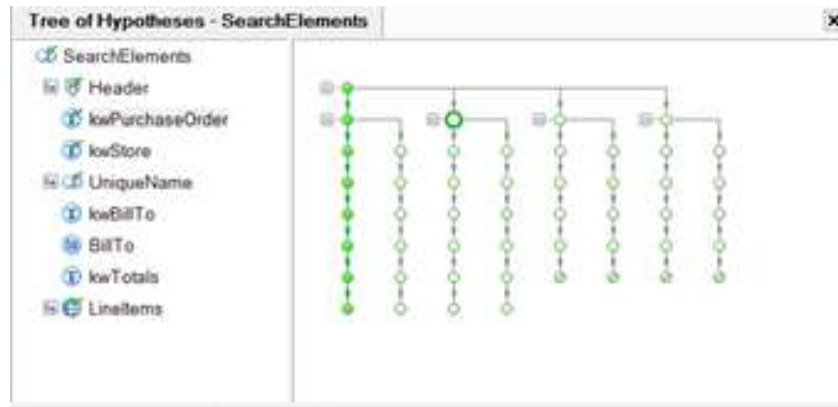 Tree of Hypotheses - SearchElements
SearchElements
Header
kwPurchaseOrder
kwStore
UniqueName
kwBillTo
BillTo
kwTotals
LineItems